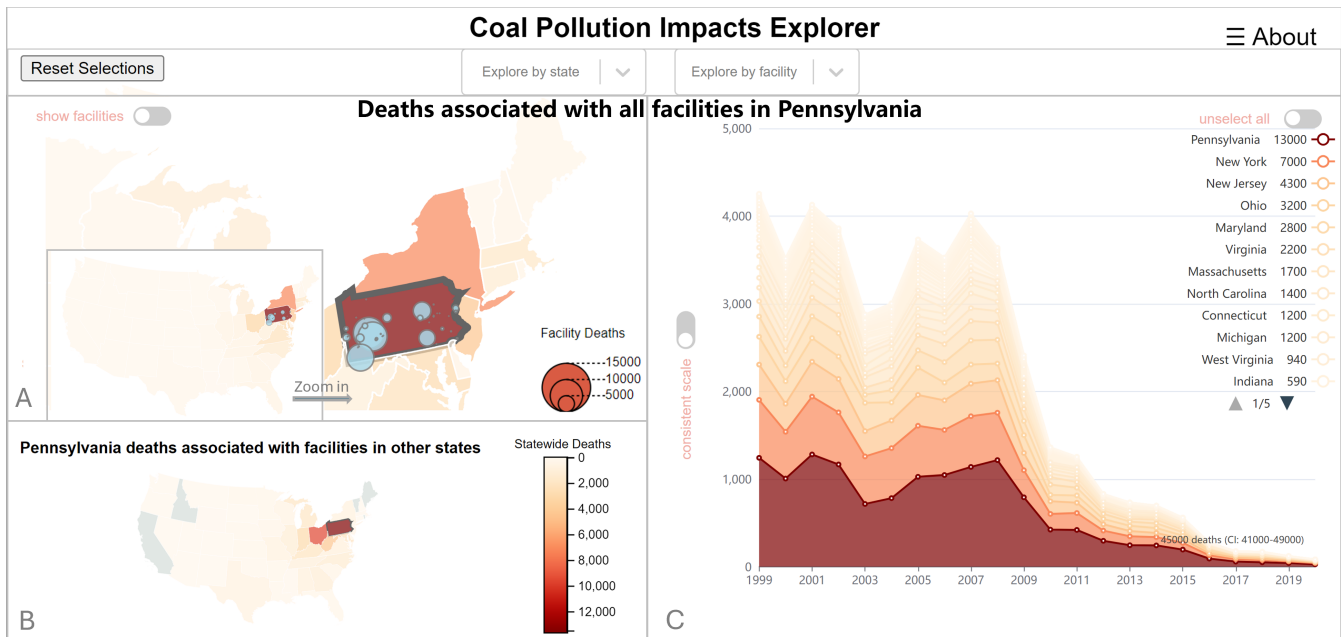 Coal Pollution Impacts Explorer
☰ About
Reset Selections
Explore by state
Explore by facility
Deaths associated with all facilities in Pennsylvania
show facilities
Zoom in
A
Facility Deaths
15000
10000
5000
Pennsylvania deaths associated with facilities in other states
Statewide Deaths
0
2,000
4,000
6,000
8,000
10,000
12,000
B
consistent scale
unselect all
Pennsylvania 13000
New York 7000
New Jersey 4300
Ohio 3200
Maryland 2800
Virginia 2200
Massachusetts 1700
North Carolina 1400
Connecticut 1200
Michigan 1200
West Virginia 940
Indiana 590
1/5
5,000
4,000
3,000
2,000
1,000
0
45000 deaths (CI: 41000-49000)
1999 2001 2003 2005 2007 2009 2011 2013 2015 2017 2019
C